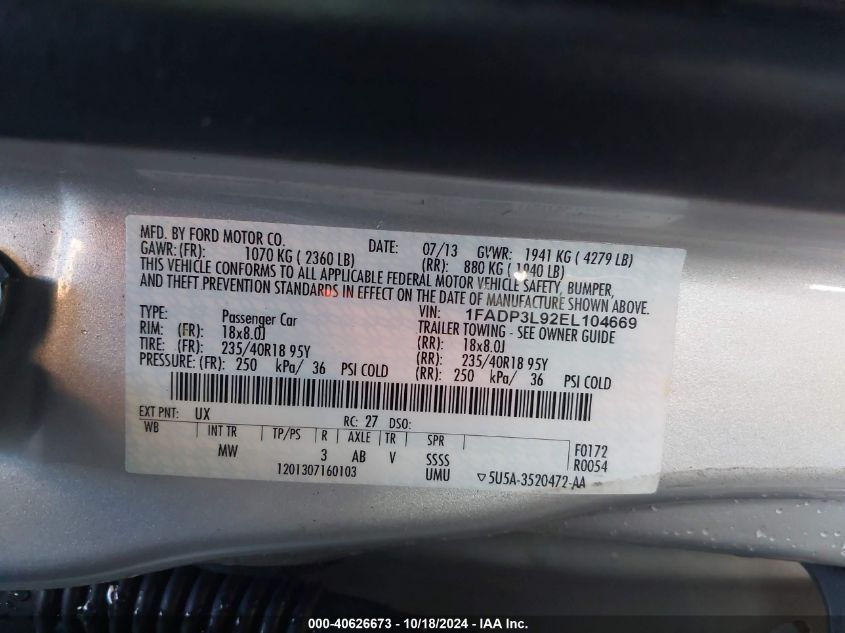 MFD. BY FORD MOTOR CO. DATE: 07/13 GVWR: 1941 KG ( 4279 LB)
GAWR: (FR): 1070 KG ( 2360 LB) (RR): 880 KG ( 1940 LB)
THIS VEHICLE CONFORMS TO ALL APPLICABLE FEDERAL MOTOR VEHICLE SAFETY, BUMPER,
AND THEFT PREVENTION STANDARDS IN EFFECT ON THE DATE OF MANUFACTURE SHOWN ABOVE.
VIN: 1FADP3L92EL104669
TYPE: Passenger Car TRAILER TOWING - SEE OWNER GUIDE
RIM: (FR): 18x8.0J (RR): 18x8.0J
TIRE: (FR): 235/40R18 95Y (RR): 235/40R18 95Y
PRESSURE: (FR): 250 kPa/ 36 PSI COLD (RR): 250 kPa/ 36 PSI COLD
EXT PNT: UX RC: 27 DSO:
WB INT TR TP/PS R AXLE TR SPR F0172
MW 3 AB V SSSS R0054
1201307160103 UMU ▽5U5A-3520472-AA
000-40626673 - 10/18/2024 - IAA Inc.